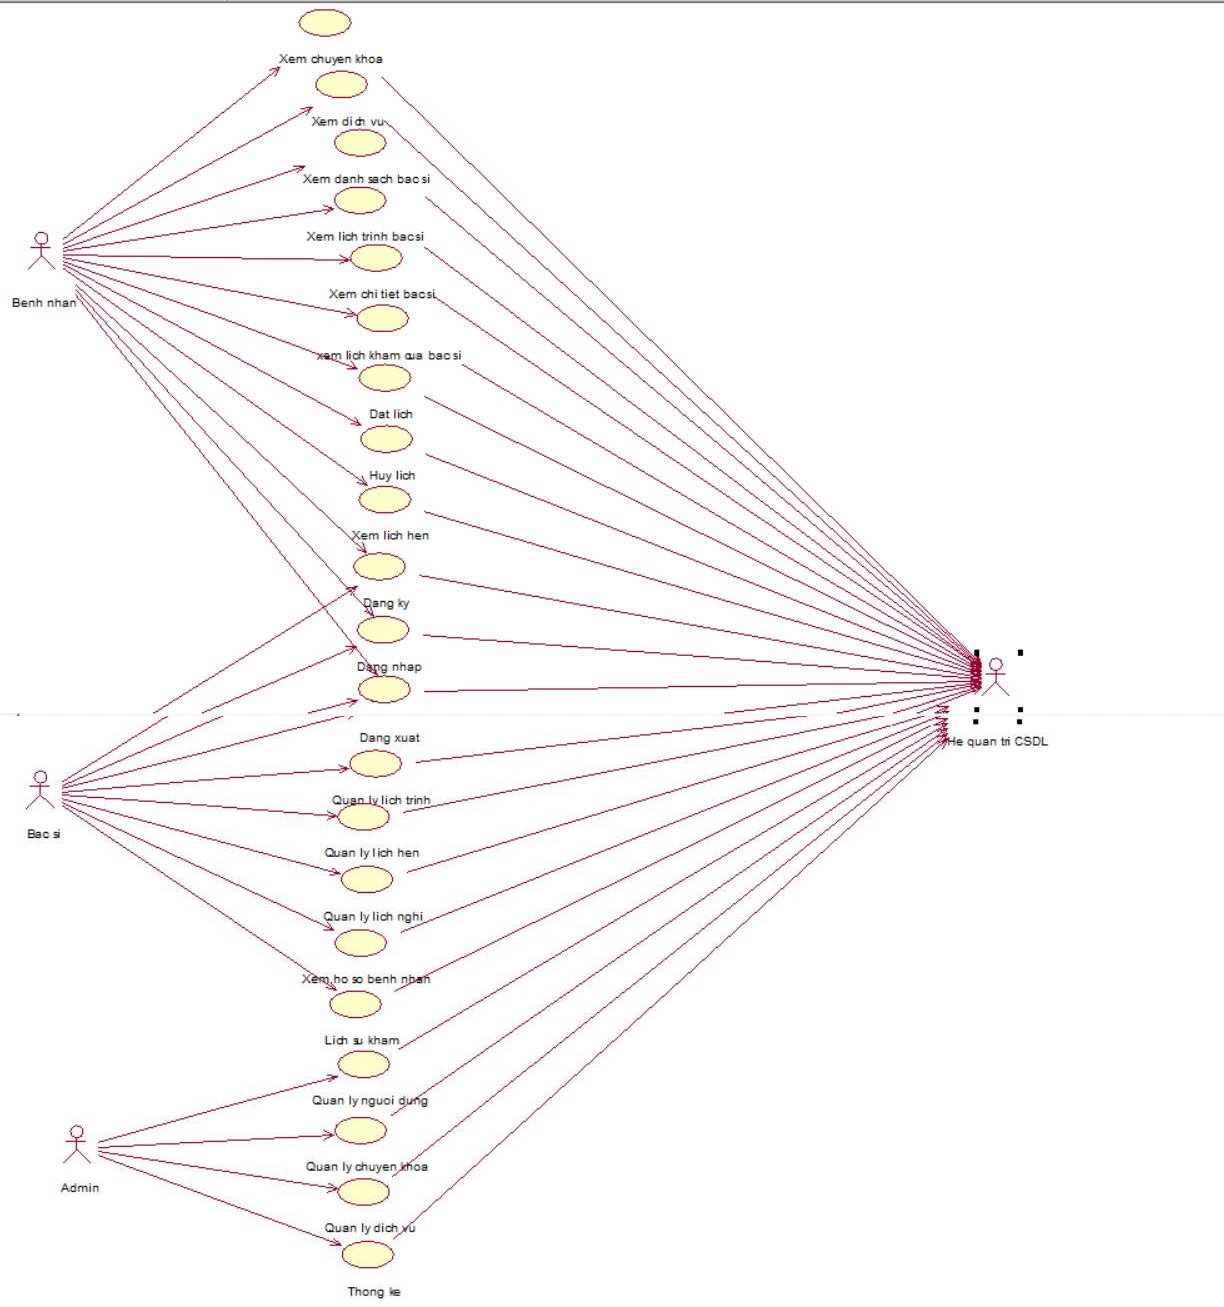 Xem chuyen khoa
Xem dich vu
Xem danh sach bac si
Xem lich trinh bac si
Benh nhan
Xem chi tiet bac si
xem lich kham cua bac si
Dat lich
Huy lich
Xem lich hen
Dang ky
Dang nhap
Dang xuat
He quan tri CSDL
Quan ly lich trinh
Bac si
Quan ly lich hen
Quan ly lich nghi
Xem ho so benh nhan
Lich su kham
Quan ly nguoi dung
Quan ly chuyen khoa
Admin
Quan ly dich vu
Thong ke